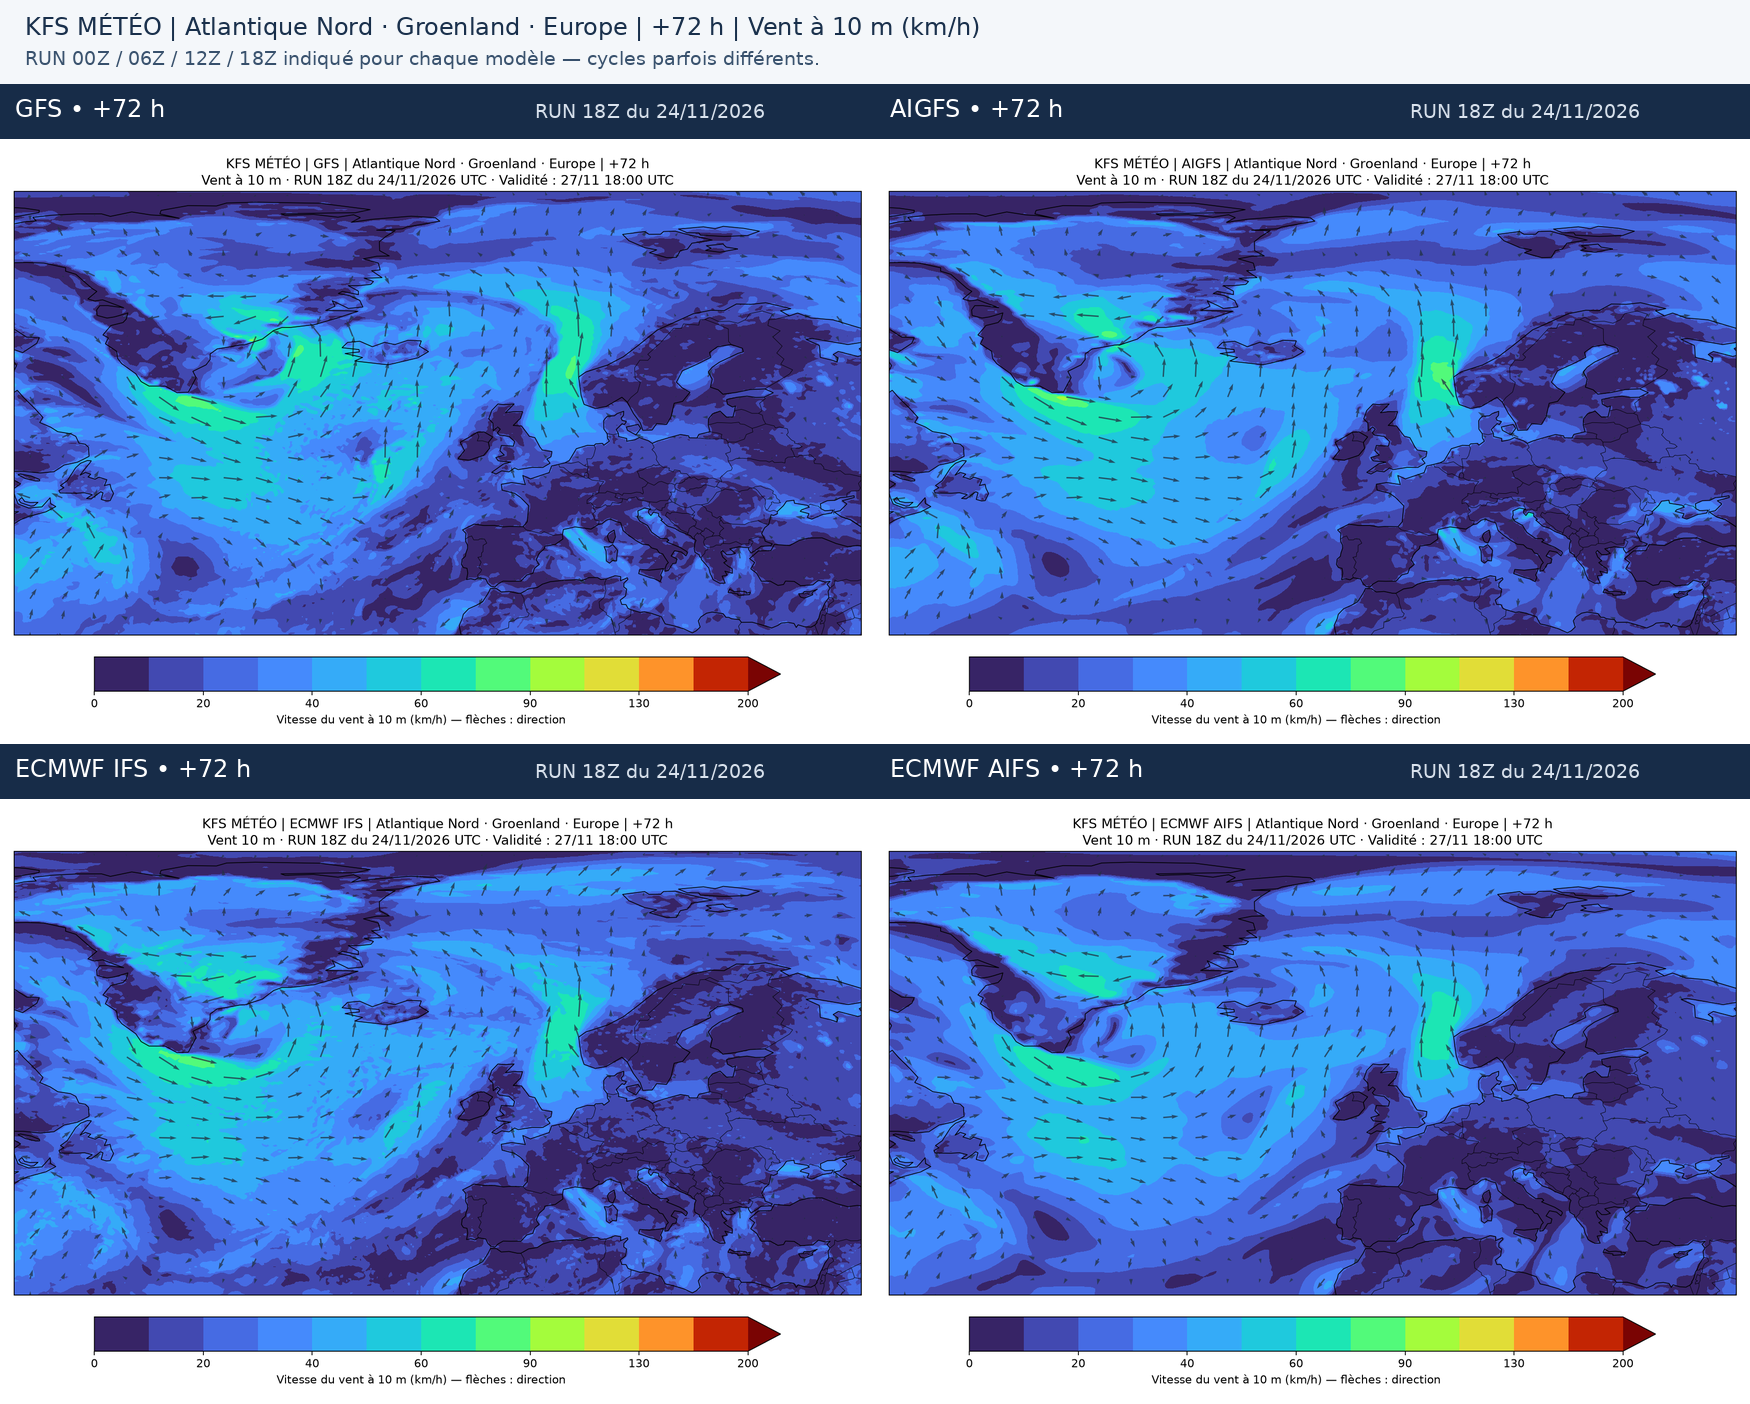 KFS MÉTÉO | Atlantique Nord · Groenland · Europe | +72 h | Vent à 10 m (km/h)
RUN 00Z / 06Z / 12Z / 18Z indiqué pour chaque modèle — cycles parfois différents.
GFS • +72 h
RUN 18Z du 24/11/2026
KFS MÉTÉO | GFS | Atlantique Nord · Groenland · Europe | +72 h
Vent à 10 m · RUN 18Z du 24/11/2026 UTC · Validité : 27/11 18:00 UTC
0 20 40 60 90 130 200
Vitesse du vent à 10 m (km/h) — flèches : direction
AIGFS • +72 h
RUN 18Z du 24/11/2026
KFS MÉTÉO | AIGFS | Atlantique Nord · Groenland · Europe | +72 h
Vent à 10 m · RUN 18Z du 24/11/2026 UTC · Validité : 27/11 18:00 UTC
0 20 40 60 90 130 200
Vitesse du vent à 10 m (km/h) — flèches : direction
ECMWF IFS • +72 h
RUN 18Z du 24/11/2026
KFS MÉTÉO | ECMWF IFS | Atlantique Nord · Groenland · Europe | +72 h
Vent 10 m · RUN 18Z du 24/11/2026 UTC · Validité : 27/11 18:00 UTC
0 20 40 60 90 130 200
Vitesse du vent à 10 m (km/h) — flèches : direction
ECMWF AIFS • +72 h
RUN 18Z du 24/11/2026
KFS MÉTÉO | ECMWF AIFS | Atlantique Nord · Groenland · Europe | +72 h
Vent 10 m · RUN 18Z du 24/11/2026 UTC · Validité : 27/11 18:00 UTC
0 20 40 60 90 130 200
Vitesse du vent à 10 m (km/h) — flèches : direction